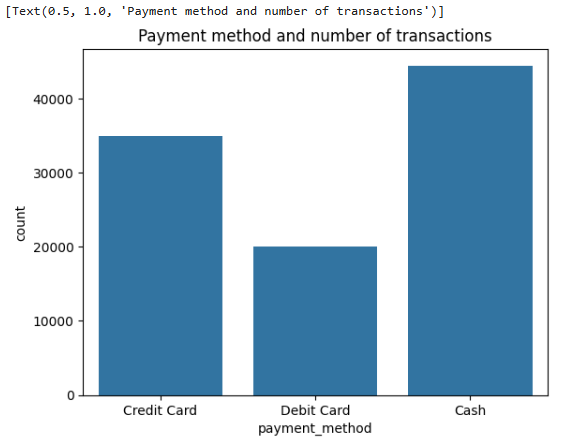 [Text(0.5, 1.0, 'Payment method and number of transactions')]
Payment method and number of transactions
40000
30000
20000
10000
0
count
Credit Card
Debit Card
Cash
payment_method